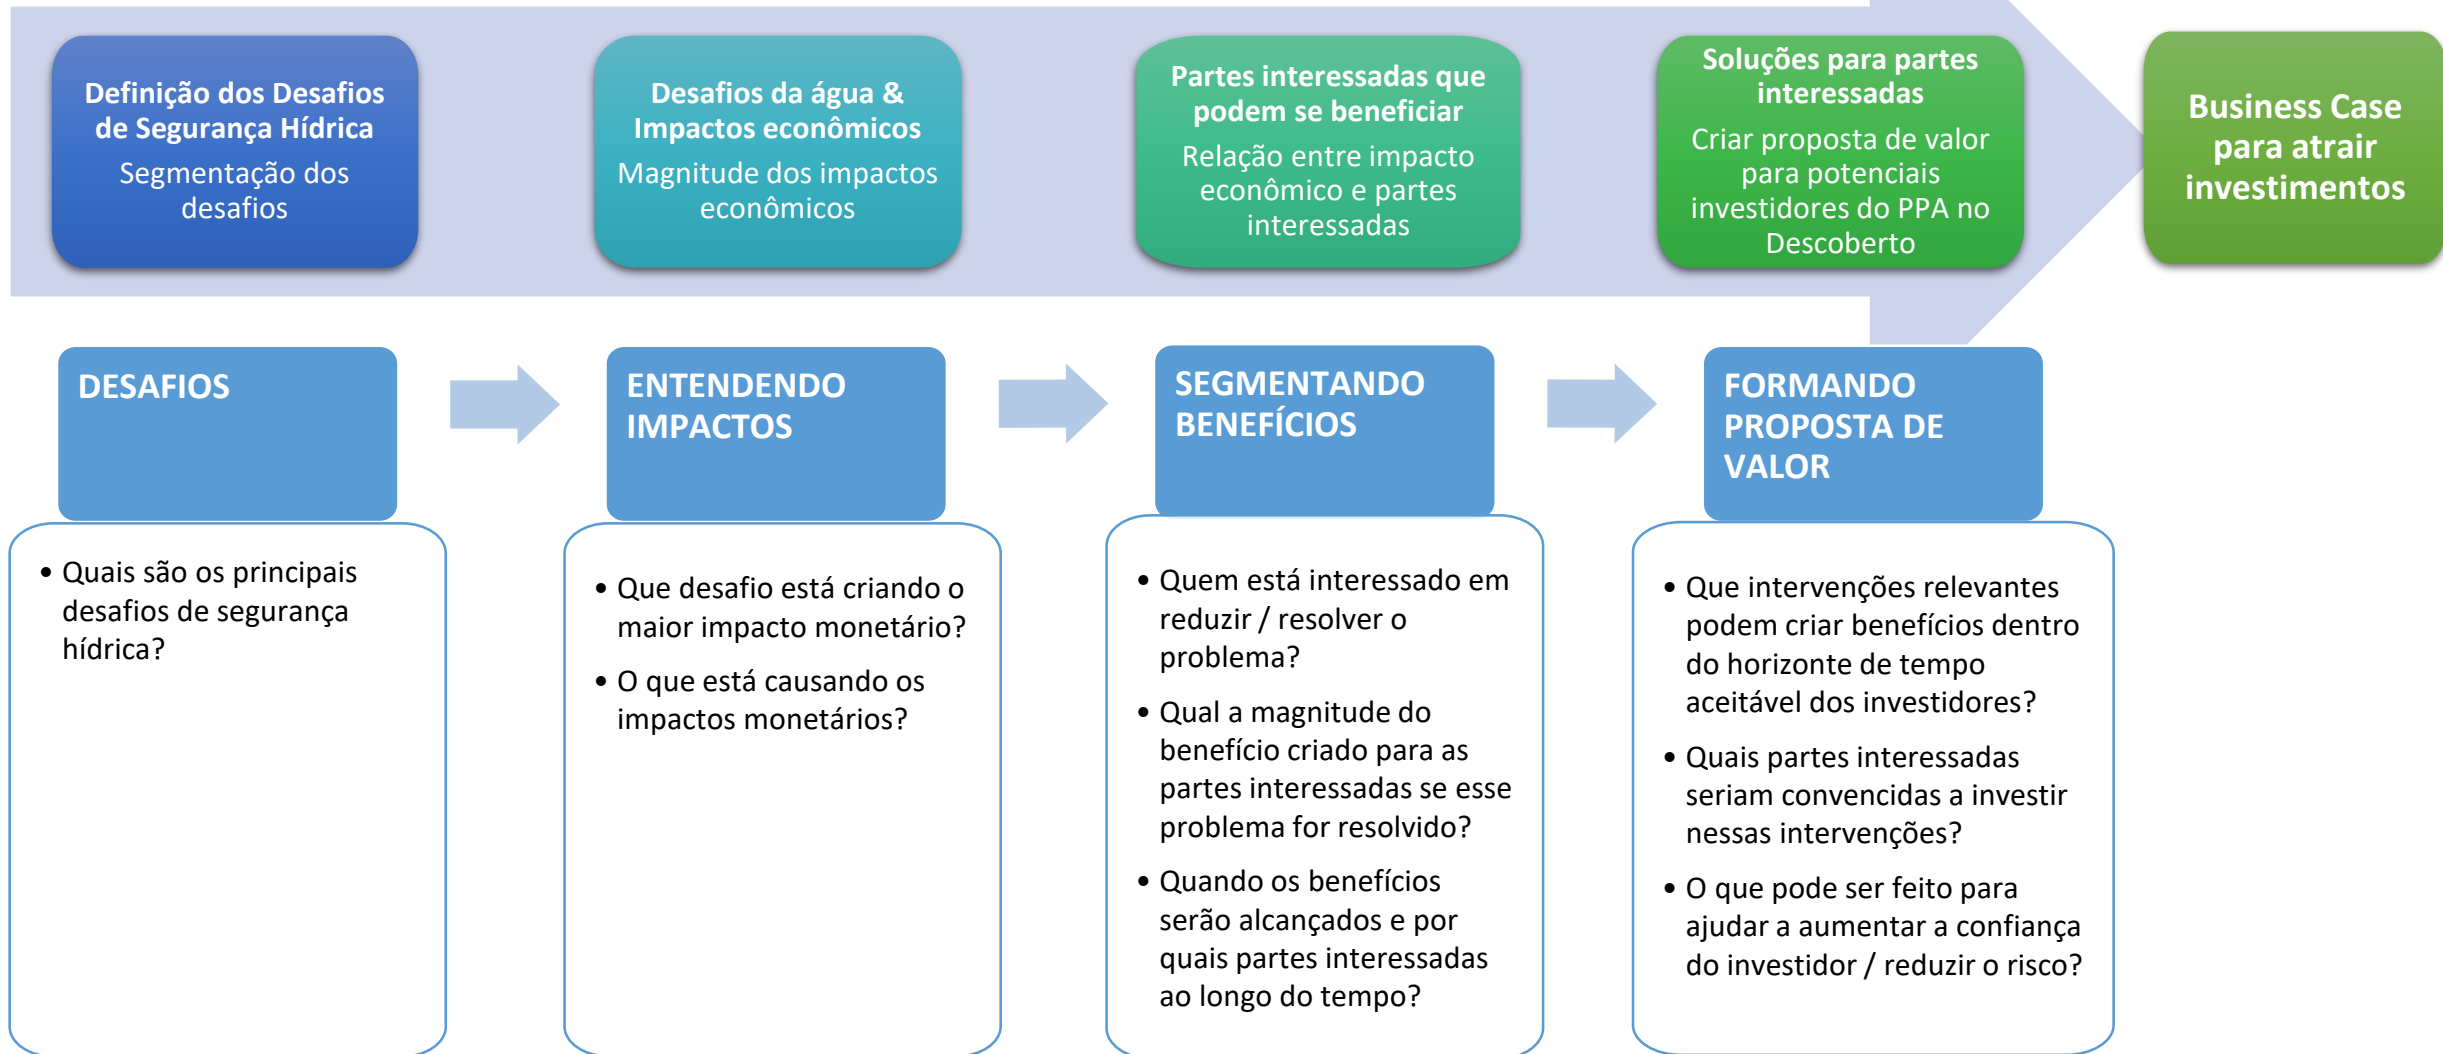 Definição dos Desafios
de Segurança Hídrica
Segmentação dos
desafios
Desafios da água &
Impactos econômicos
Magnitude dos impactos
econômicos
Partes interessadas que
podem se beneficiar
Relação entre impacto
econômico e partes
interessadas
Soluções para partes
interessadas
Criar proposta de valor
para potenciais
investidores do PPA no
Descoberto
Business Case
para atrair
investimentos
DESAFIOS
• Quais são os principais
desafios de segurança
hídrica?
ENTENDENDO
IMPACTOS
• Que desafio está criando o
maior impacto monetário?
• O que está causando os
impactos monetários?
SEGMENTANDO
BENEFÍCIOS
• Quem está interessado em
reduzir / resolver o
problema?
• Qual a magnitude do
benefício criado para as
partes interessadas se esse
problema for resolvido?
• Quando os benefícios
serão alcançados e por
quais partes interessadas
ao longo do tempo?
FORMANDO
PROPOSTA DE
VALOR
• Que intervenções relevantes
podem criar benefícios dentro
do horizonte de tempo
aceitável dos investidores?
• Quais partes interessadas
seriam convencidas a investir
nessas intervenções?
• O que pode ser feito para
ajudar a aumentar a confiança
do investidor / reduzir o risco?